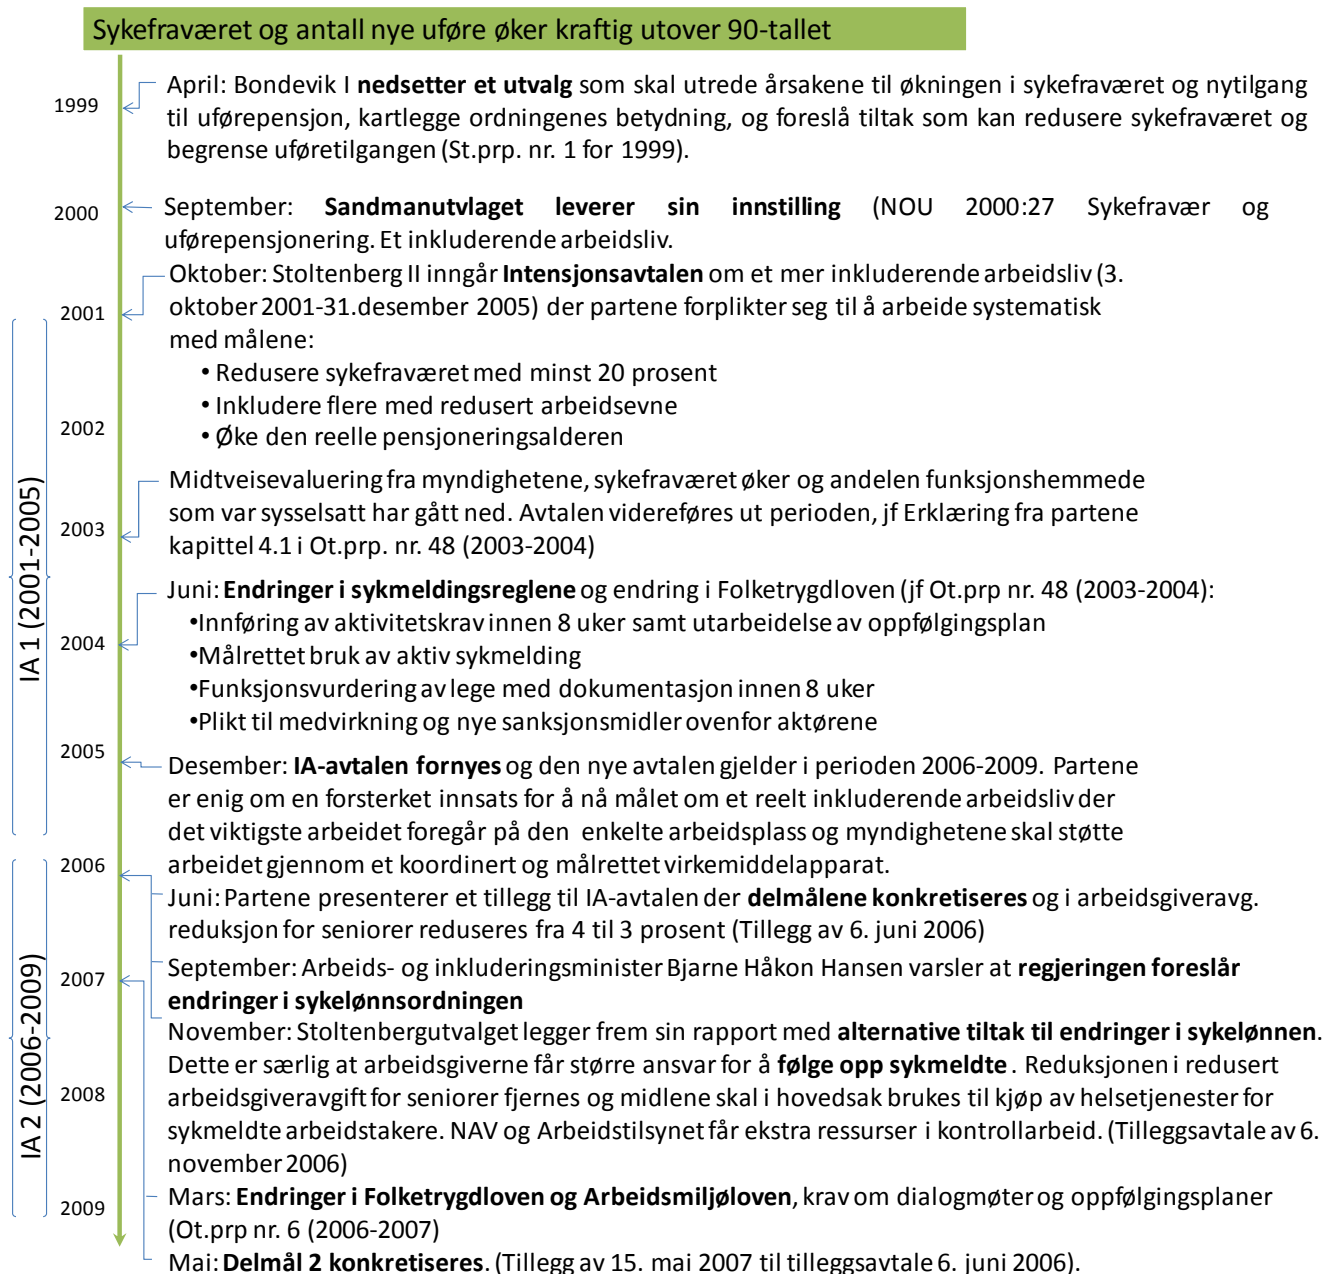 Sykefraværet og antall nye uføre øker kraftig utover 90-tallet
1999
April: Bondevik I nedsetter et utvalg som skal utrede årsakene til økningen i sykefraværet og nytilgang
til uførepensjon, kartlegge ordningenes betydning, og foreslå tiltak som kan redusere sykefraværet og
begrense uføretilgangen (St.prp. nr. 1 for 1999).
2000
September: Sandmanutvlaget leverer sin innstilling (NOU 2000:27 Sykefravær og
uførepensjonering. Et inkluderende arbeidsliv.
2001
Oktober: Stoltenberg II inngår Intensjonsavtalen om et mer inkluderende arbeidsliv (3.
oktober 2001-31.desember 2005) der partene forplikter seg til å arbeide systematisk
med målene:
• Redusere sykefraværet med minst 20 prosent
• Inkludere flere med redusert arbeidsevne
• Øke den reelle pensjoneringsalderen
2002
IA 1 (2001-2005)
2003
Midtveisevaluering fra myndighetene, sykefraværet øker og andelen funksjonshemmede
som var sysselsatt har gått ned. Avtalen videreføres ut perioden, jf Erklæring fra partene
kapittel 4.1 i Ot.prp. nr. 48 (2003-2004)
2004
Juni: Endringer i sykmeldingsreglene og endring i Folketrygdloven (jf Ot.prp nr. 48 (2003-2004):
•Innføring av aktivitetskrav innen 8 uker samt utarbeidelse av oppfølgingsplan
•Målrettet bruk av aktiv sykmelding
•Funksjonsvurdering av lege med dokumentasjon innen 8 uker
•Plikt til medvirkning og nye sanksjonsmidler ovenfor aktørene
2005
Desember: IA-avtalen fornyes og den nye avtalen gjelder i perioden 2006-2009. Partene
er enig om en forsterket innsats for å nå målet om et reelt inkluderende arbeidsliv der
det viktigste arbeidet foregår på den enkelte arbeidsplass og myndighetene skal støtte
arbeidet gjennom et koordinert og målrettet virkemiddelapparat.
2006
Juni: Partene presenterer et tillegg til IA-avtalen der delmålene konkretiseres og i arbeidsgiveravg.
reduksjon for seniorer reduseres fra 4 til 3 prosent (Tillegg av 6. juni 2006)
IA 2 (2006-2009)
2007
September: Arbeids- og inkluderingsminister Bjarne Håkon Hansen varsler at regjeringen foreslår
endringer i sykelønnsordningen
November: Stoltenbergutvalget legger frem sin rapport med alternative tiltak til endringer i sykelønnen.
Dette er særlig at arbeidsgiverne får større ansvar for å følge opp sykmeldte . Reduksjonen i redusert
2008
arbeidsgiveravgift for seniorer fjernes og midlene skal i hovedsak brukes til kjøp av helsetjenester for
sykmeldte arbeidstakere. NAV og Arbeidstilsynet får ekstra ressurser i kontrollarbeid. (Tilleggsavtale av 6.
november 2006)
2009
Mars: Endringer i Folketrygdloven og Arbeidsmiljøloven, krav om dialogmøter og oppfølgingsplaner
(Ot.prp nr. 6 (2006-2007)
Mai: Delmål 2 konkretiseres. (Tillegg av 15. mai 2007 til tilleggsavtale 6. juni 2006).